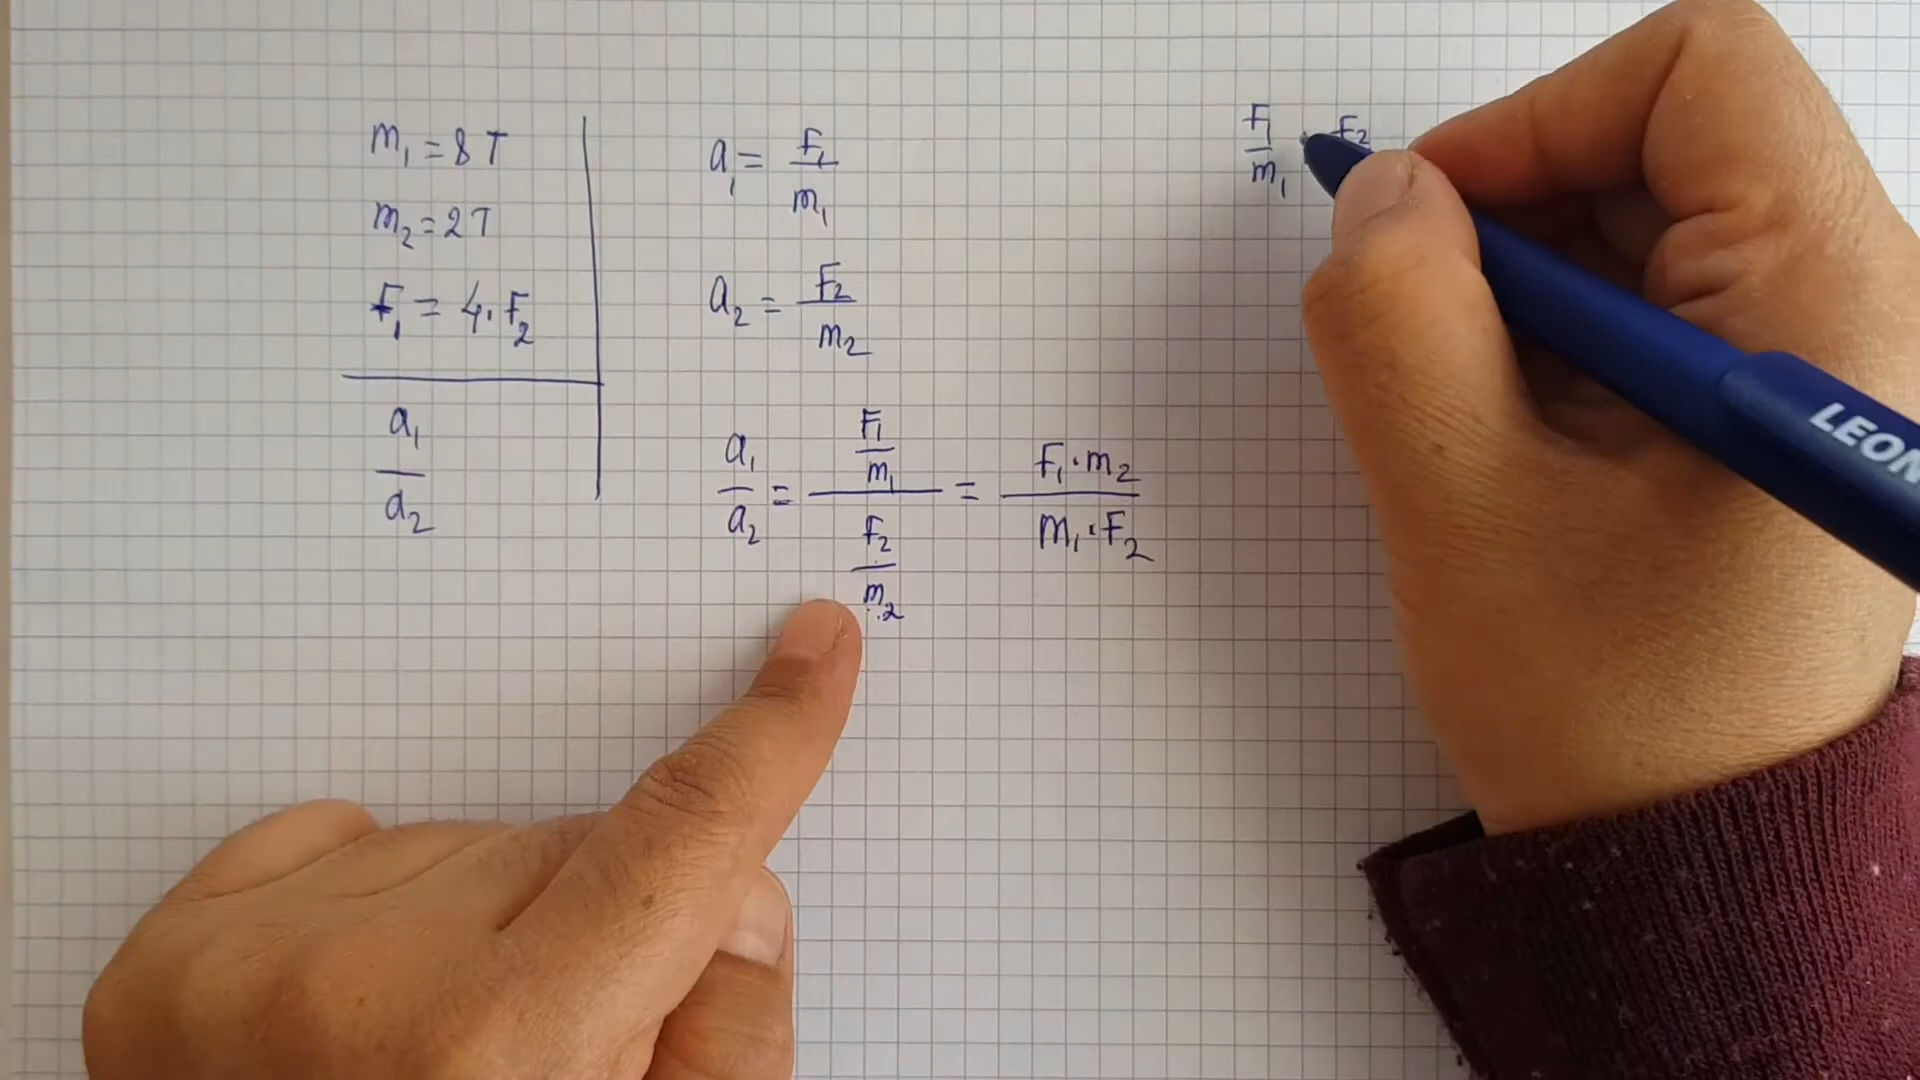 m₁ = 8 T
m₂ = 2 T
F₁ = 4 · F₂
a₁
a₂
a₁ = F₁ / m₁
a₂ = F₂ / m₂
a₁ / a₂ = (F₁ / m₁) / (F₂ / m₂) = (F₁ · m₂) / (m₁ · F₂)
F₁ F₂
m₁
LEON